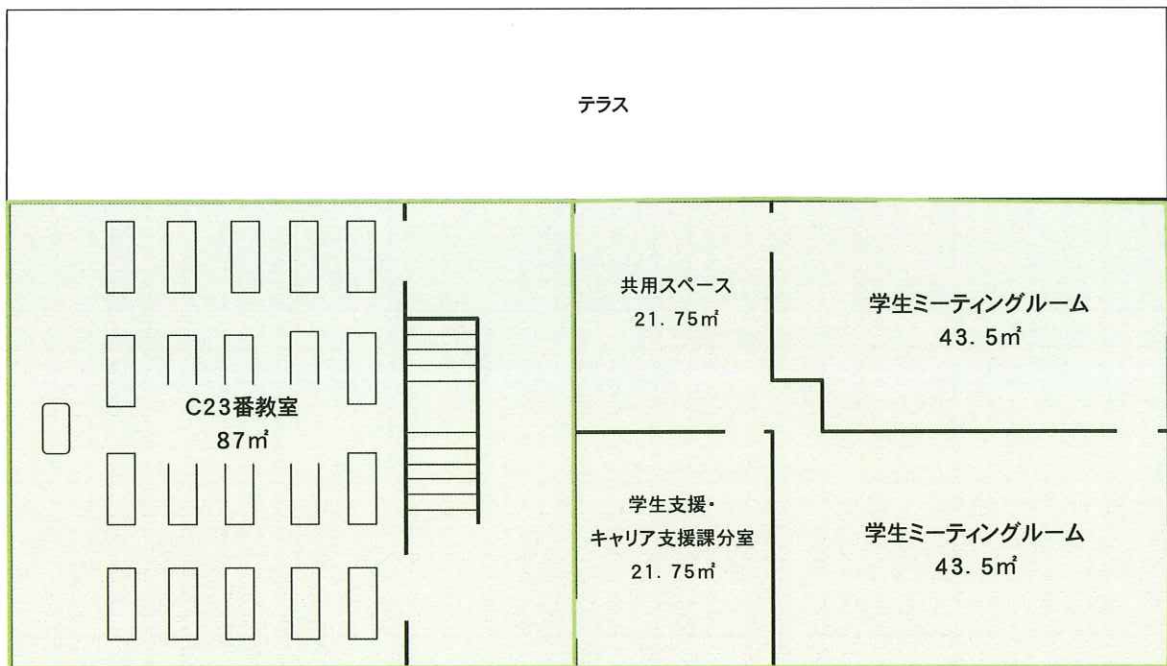 テラス
共用スペース
21.75㎡
学生ミーティングルーム
43.5㎡
C23番教室
87㎡
学生支援・
キャリア支援課分室
21.75㎡
学生ミーティングルーム
43.5㎡